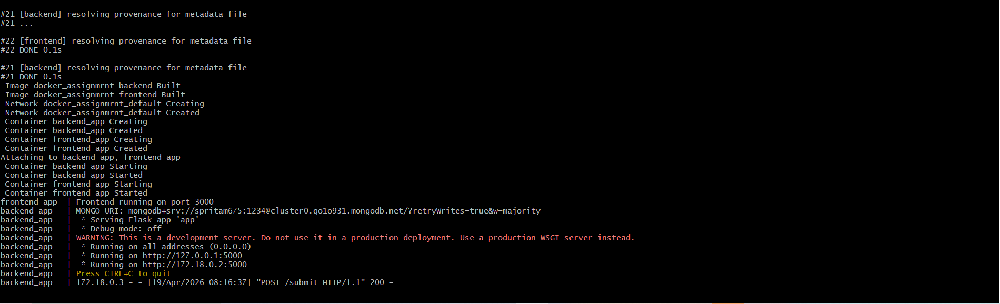 #21 [backend] resolving provenance for metadata file
#21 ...
#22 [frontend] resolving provenance for metadata file
#22 DONE 0.1s
#21 [backend] resolving provenance for metadata file
#21 DONE 0.1s
Image docker_assignmrnt-backend Built
Image docker_assignmrnt-frontend Built
Network docker_assignmrnt_default Creating
Network docker_assignmrnt_default Created
Container backend_app Creating
Container backend_app Created
Container frontend_app Creating
Container frontend_app Created
Attaching to backend_app, frontend_app
Container backend_app Starting
Container backend_app Started
Container frontend_app Starting
Container frontend_app Started
frontend_app | Frontend running on port 3000
backend_app | MONGO_URI: mongodb+srv://spritam675:1234@cluster0.qo1o931.mongodb.net/?retryWrites=true&w=majority
backend_app | * Serving Flask app 'app'
backend_app | * Debug mode: off
backend_app | WARNING: This is a development server. Do not use it in a production deployment. Use a production WSGI server instead.
backend_app | * Running on all addresses (0.0.0.0)
backend_app | * Running on http://127.0.0.1:5000
backend_app | * Running on http://172.18.0.2:5000
backend_app | Press CTRL+C to quit
backend_app | 172.18.0.3 - - [19/Apr/2026 08:16:37] "POST /submit HTTP/1.1" 200 -